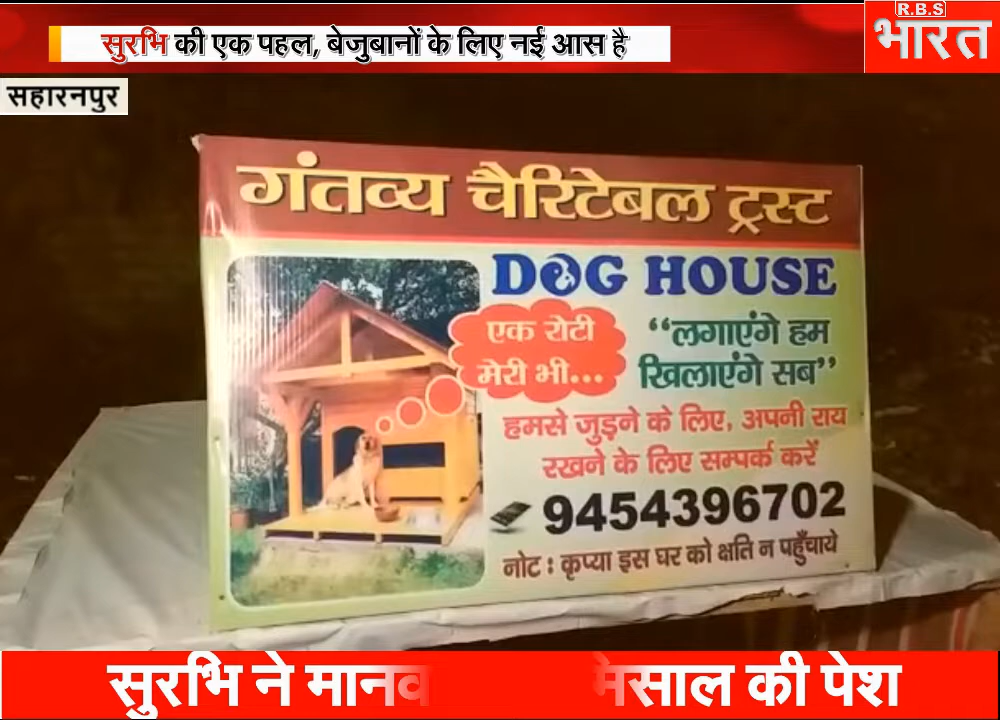 R.B.S
भारत
सुरभि की एक पहल, बेजुबानों के लिए नई आस है
सहारनपुर
गंतव्य चैरिटेबल ट्रस्ट
DOG HOUSE
एक रोटी
मेरी भी...
“लगाएंगे हम
खिलाएंगे सब”
हमसे जुड़ने के लिए, अपनी राय
रखने के लिए सम्पर्क करें
9454396702
नोट : कृप्या इस घर को क्षति न पहुँचाये
सुरभि ने की पेश